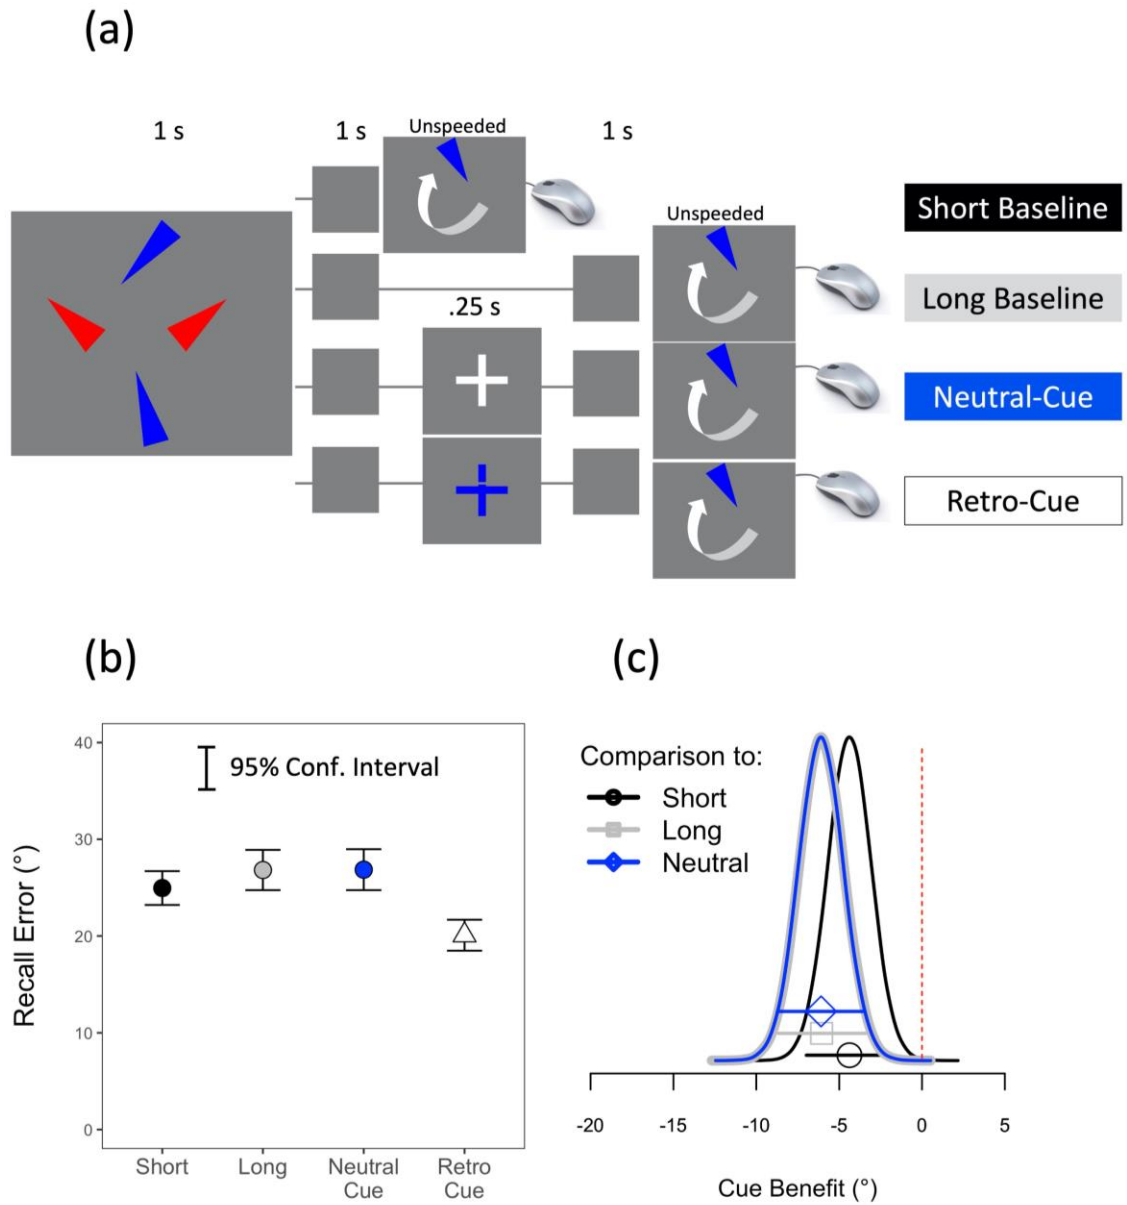 (a)
1 s
1 s
Unspeeded
1 s
Unspeeded
.25 s
Short Baseline
Long Baseline
Neutral-Cue
Retro-Cue
(b)
40
30
20
10
0
Recall Error (°)
95% Conf. Interval
Short
Long
Neutral
Cue
Retro
Cue
(c)
Comparison to:
Short
Long
Neutral
-20
-15
-10
-5
0
5
Cue Benefit (°)